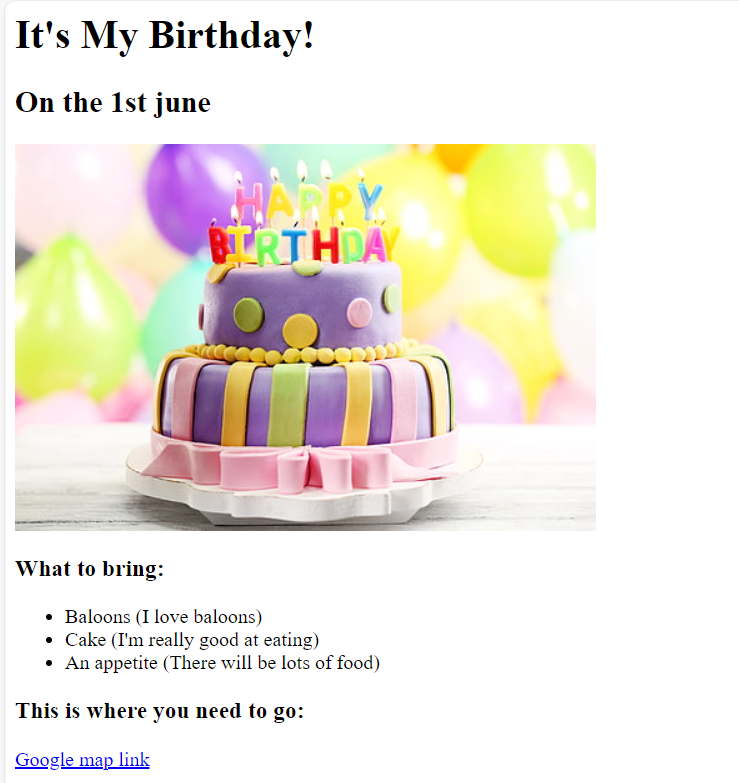 It's My Birthday!
On the 1st june
HAPPY
BIRTHDAY
What to bring:
Baloons (I love baloons)
Cake (I'm really good at eating)
An appetite (There will be lots of food)
This is where you need to go:
Google map link